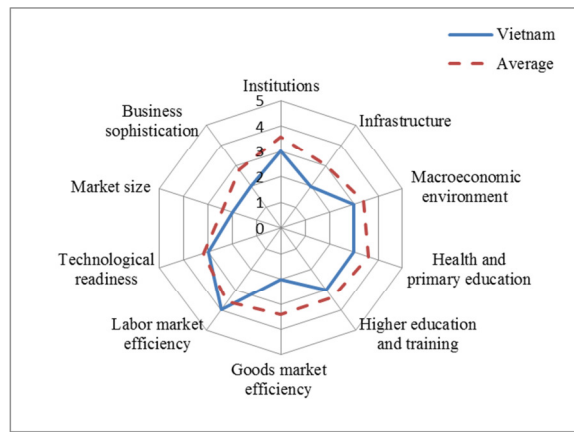 Vietnam
Average
Institutions
Infrastructure
Macroeconomic
environment
Health and
primary education
Higher education
and training
Goods market
efficiency
Labor market
efficiency
Technological
readiness
Market size
Business
sophistication
5
4
3
2
1
0